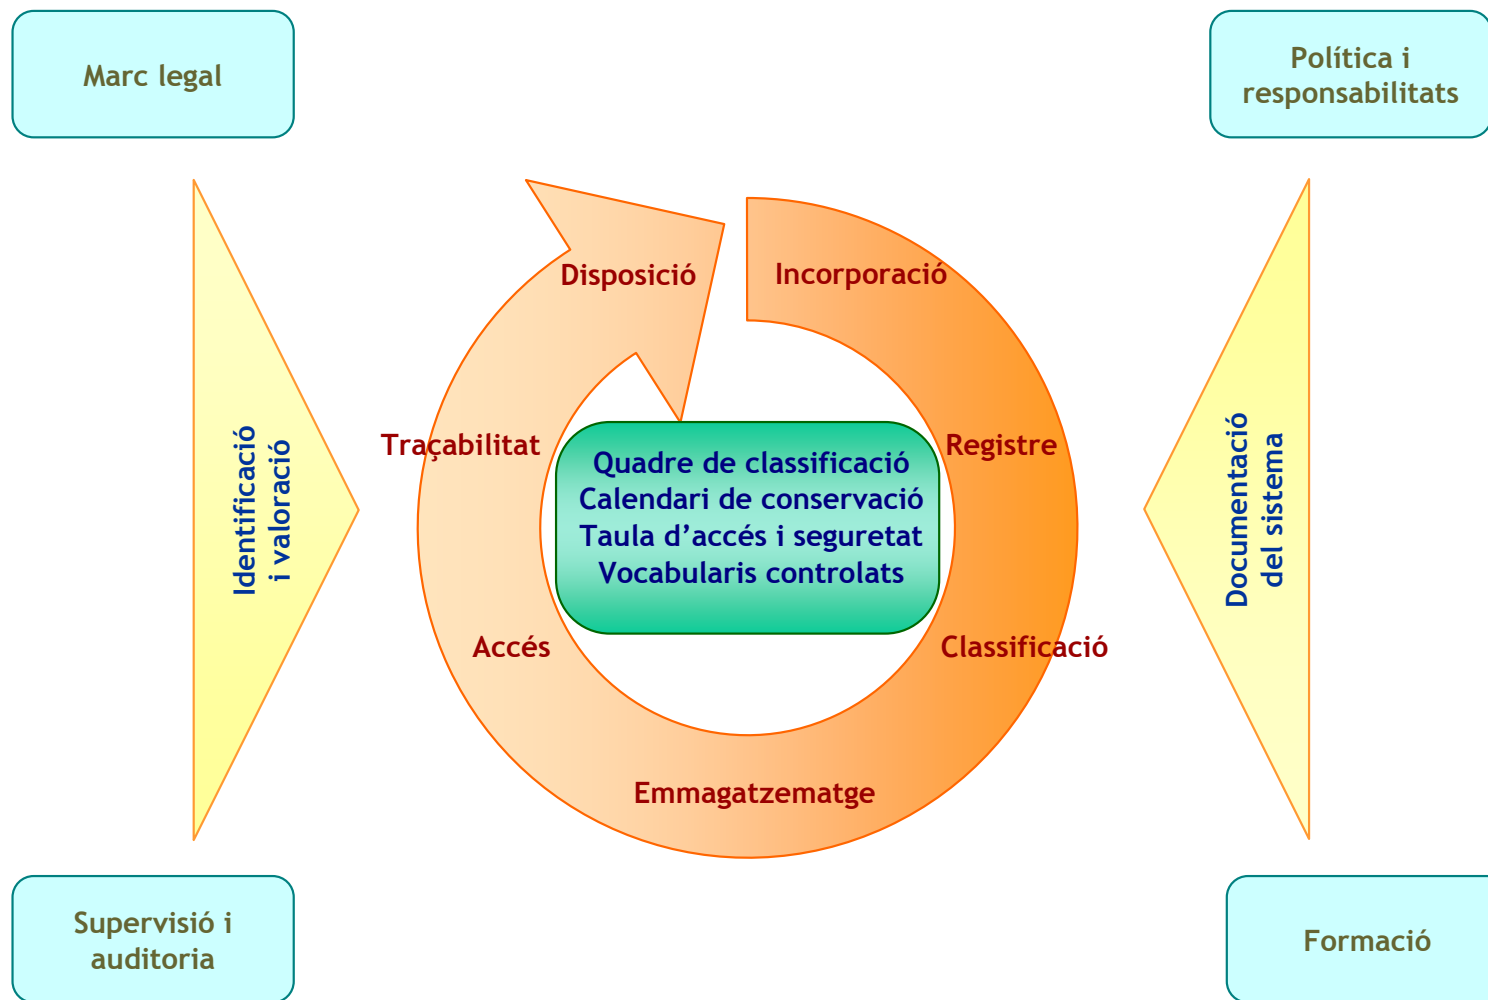 Marc legal
Política i
responsabilitats
Disposició
Incorporació
Traçabilitat
Registre
Quadre de classificació
Calendari de conservació
Taula d’accés i seguretat
Vocabularis controlats
Identificació
i valoració
Documentació
del sistema
Accés
Classificació
Emmagatzematge
Supervisió i
auditoria
Formació